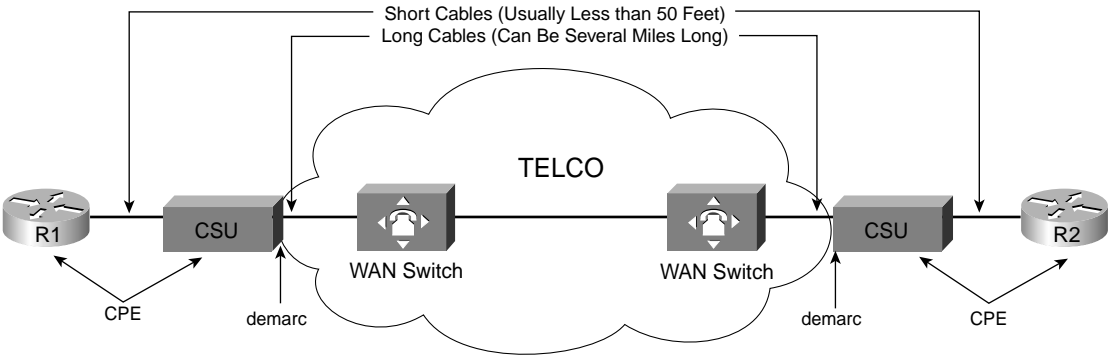 Short Cables (Usually Less than 50 Feet)
Long Cables (Can Be Several Miles Long)
TELCO
R1
CSU
WAN Switch
WAN Switch
CSU
R2
CPE
demarc
demarc
CPE